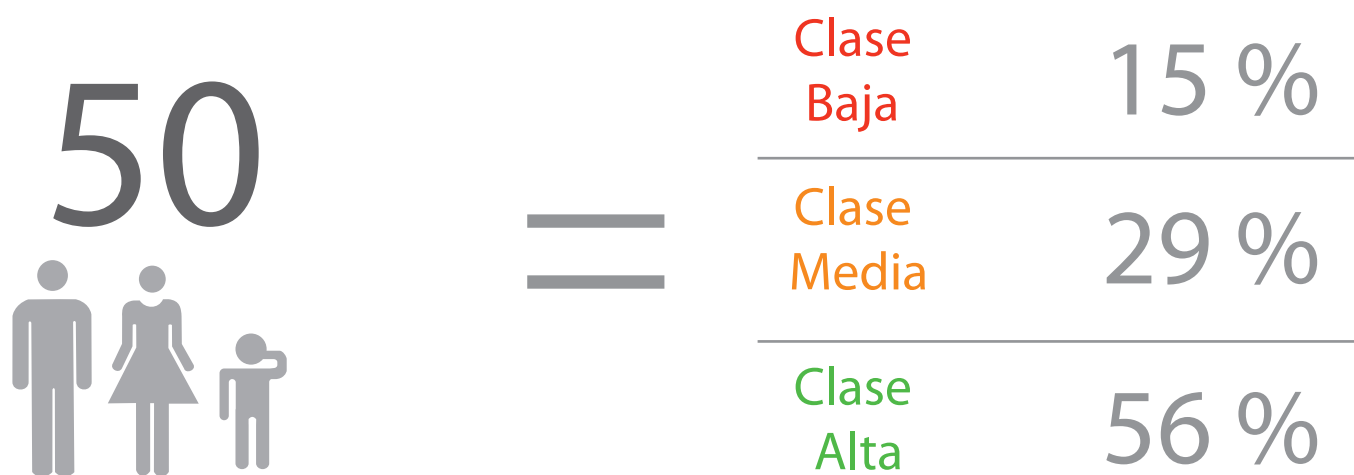 50
=
Clase
Baja
15 %
Clase
Media
29 %
Clase
Alta
56 %